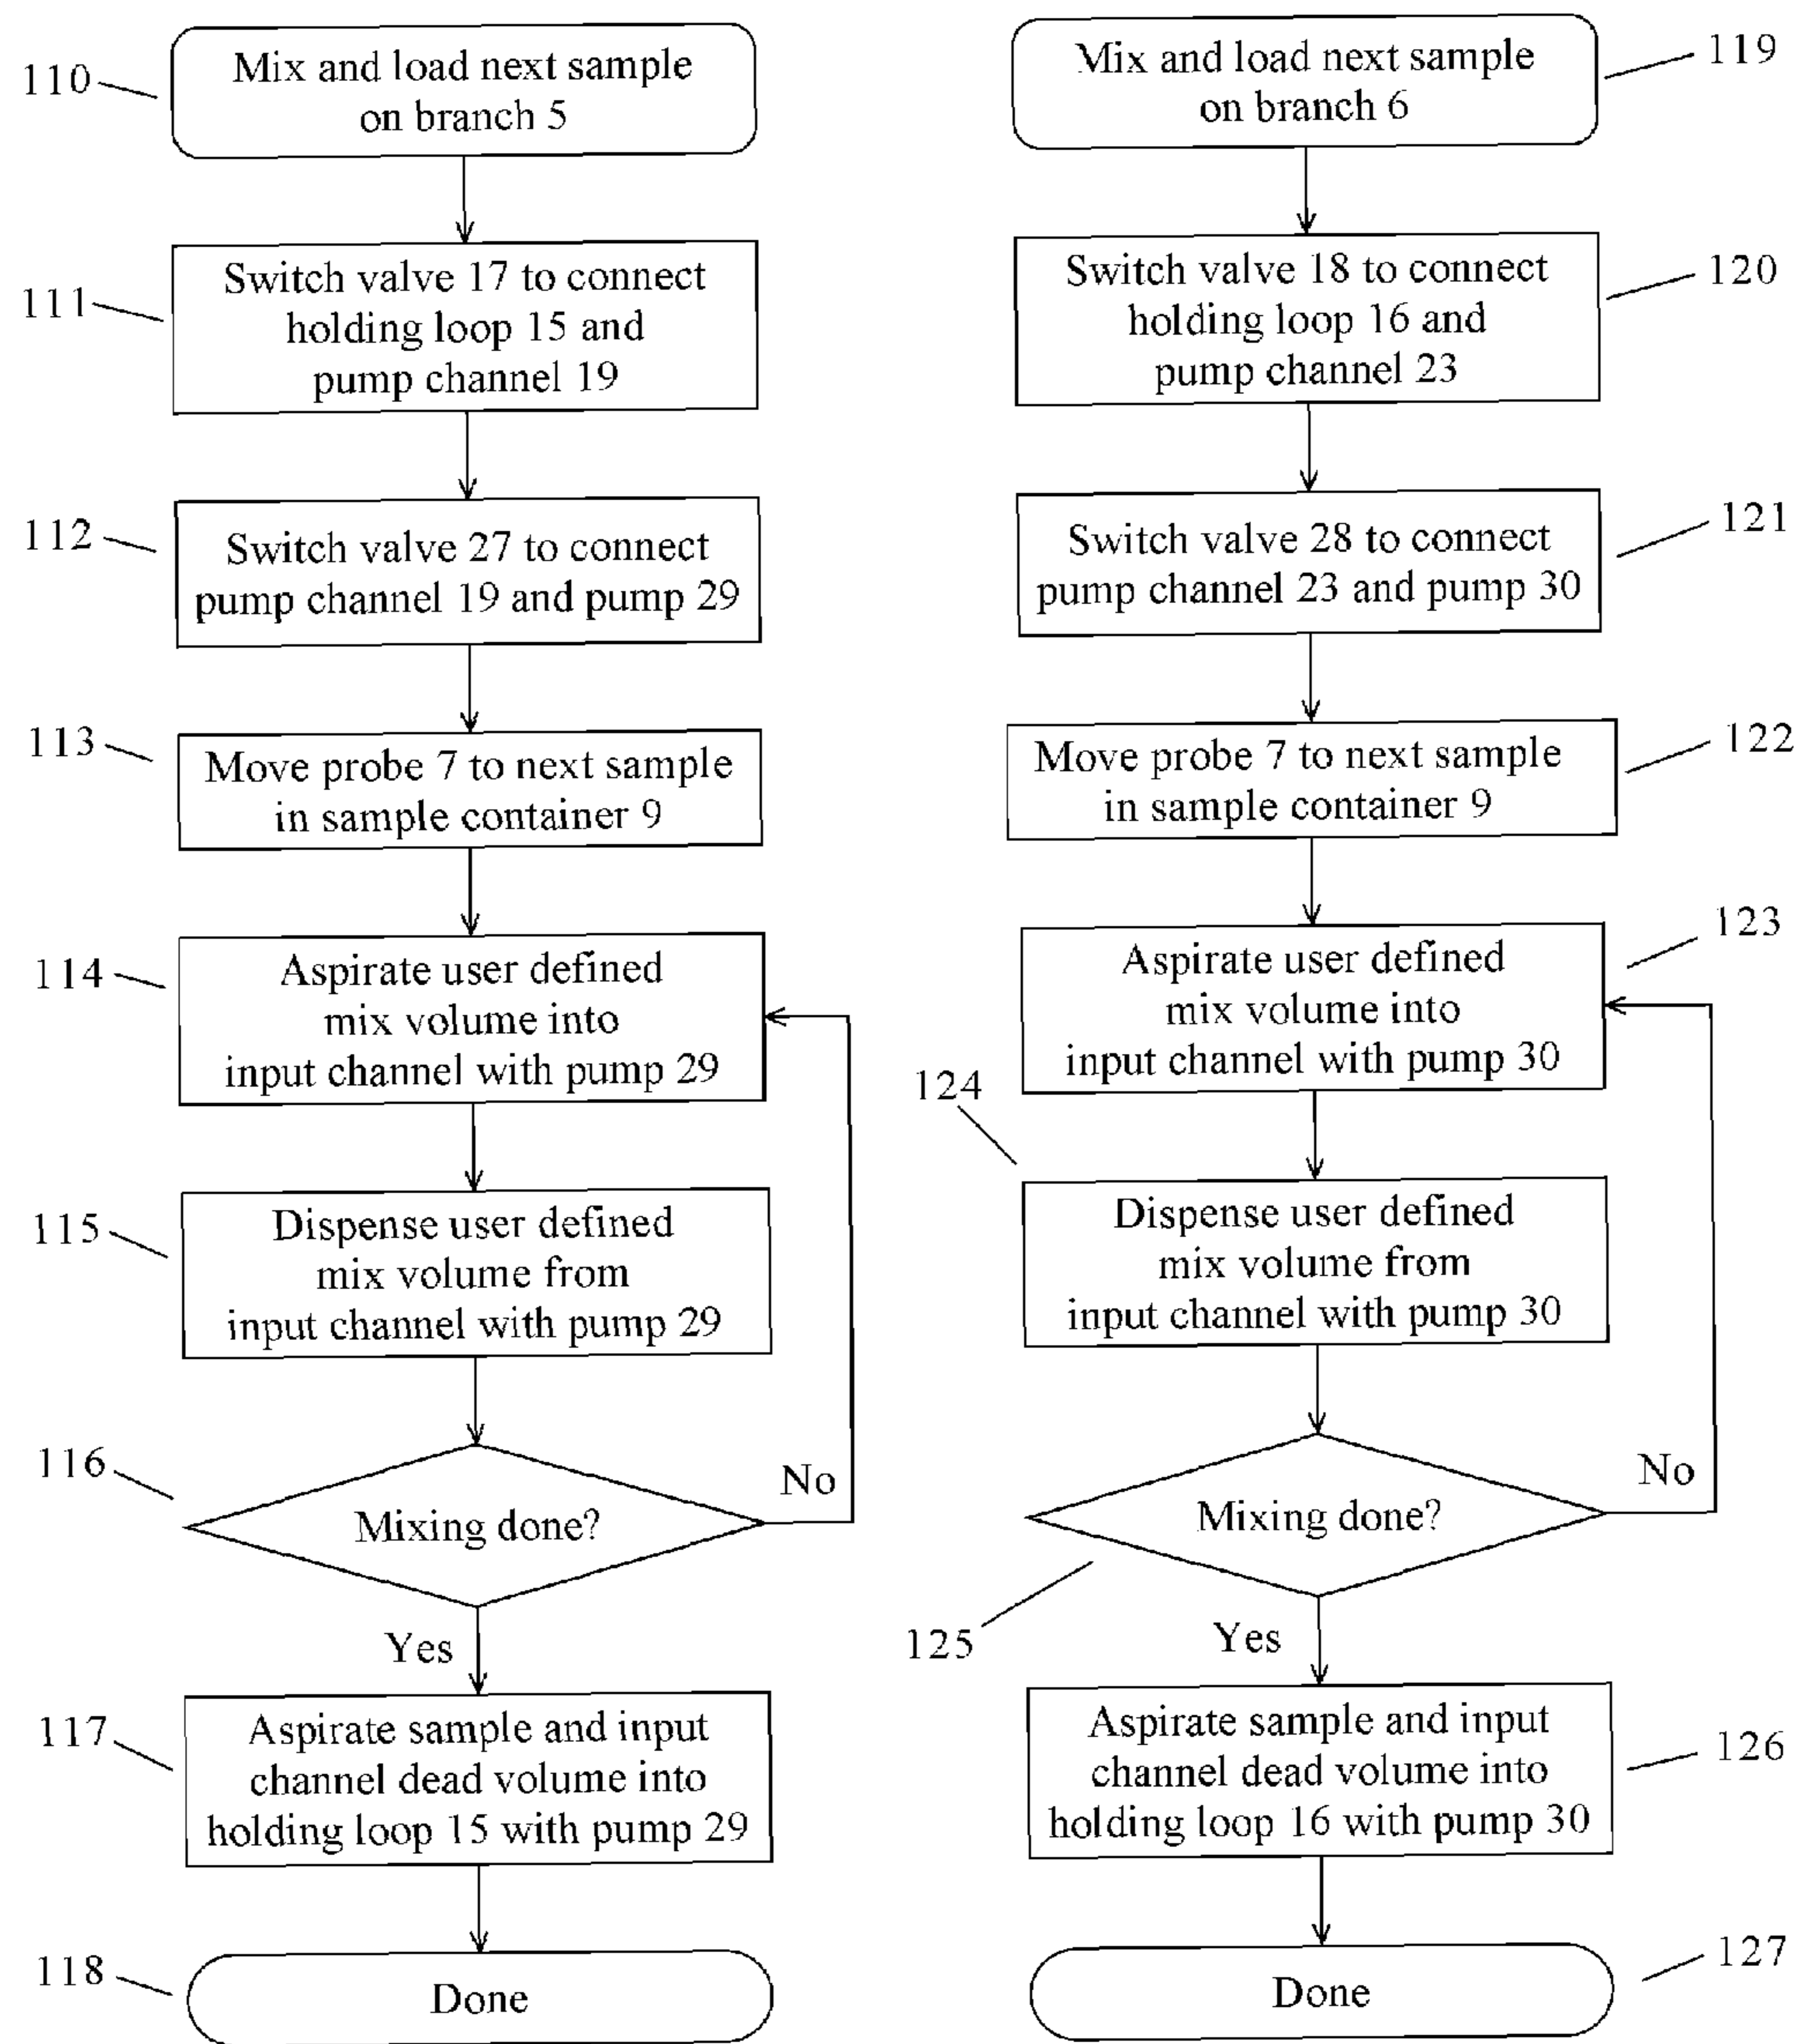 110
Mix and load next sample
on branch 5
111
Switch valve 17 to connect
holding loop 15 and
pump channel 19
112
Switch valve 27 to connect
pump channel 19 and pump 29
113
Move probe 7 to next sample
in sample container 9
114
Aspirate user defined
mix volume into
input channel with pump 29
115
Dispense user defined
mix volume from
input channel with pump 29
116
Mixing done?
No
Yes
117
Aspirate sample and input
channel dead volume into
holding loop 15 with pump 29
118
Done
119
Mix and load next sample
on branch 6
120
Switch valve 18 to connect
holding loop 16 and
pump channel 23
121
Switch valve 28 to connect
pump channel 23 and pump 30
122
Move probe 7 to next sample
in sample container 9
123
Aspirate user defined
mix volume into
input channel with pump 30
124
Dispense user defined
mix volume from
input channel with pump 30
Mixing done?
No
125
Yes
126
Aspirate sample and input
channel dead volume into
holding loop 16 with pump 30
127
Done